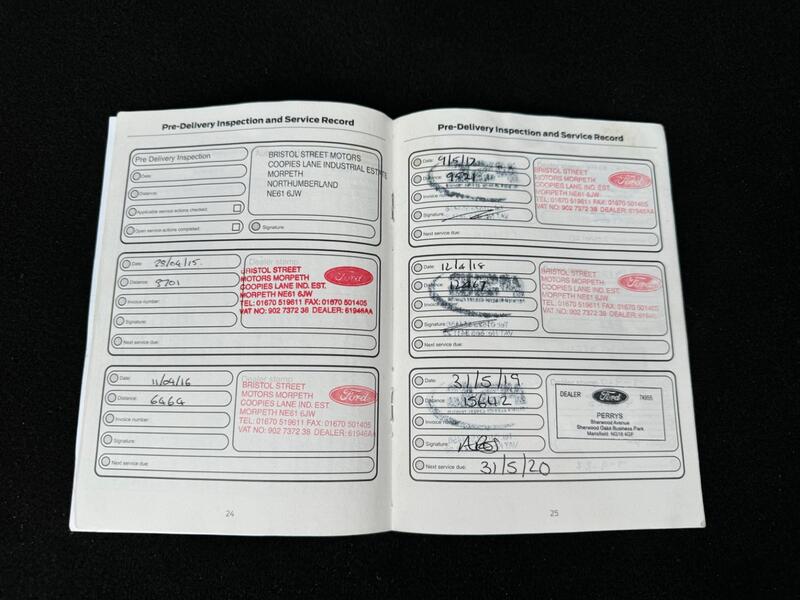 Pre-Delivery Inspection and Service Record
Pre Delivery Inspection
Date:
Distance:
Applicable service actions checked:
Open service actions completed:
BRISTOL STREET MOTORS
COOPIES LANE INDUSTRIAL ESTATE
MORPETH
NORTHUMBERLAND
NE61 6JW
Signature:
Date: 28/04/15.
Distance:
Invoice number:
Signature:
Next service due:
Dealer stamp
BRISTOL STREET
MOTORS MORPETH
COOPIES LANE IND. EST.
MORPETH NE61 6JW
TEL: 01670 519611 FAX: 01670 501405
VAT NO: 902 7372 38 DEALER: 61946AA
Ford
Date: 11/04/16
Distance: 6464
Invoice number:
Signature:
Next service due:
Dealer stamp
BRISTOL STREET
MOTORS MORPETH
COOPIES LANE IND. EST.
MORPETH NE61 6JW
TEL: 01670 519611 FAX: 01670 501405
VAT NO: 902 7372 38 DEALER: 61946AA
Ford
24
Pre-Delivery Inspection and Service Record
Date: 9/5/17
Distance: 9821
Invoice number:
Signature:
Next service due:
BRISTOL STREET
MOTORS MORPETH
COOPIES LANE IND. EST.
MORPETH NE61 6JW
TEL: 01670 519611 FAX: 01670 501405
VAT NO: 902 7372 38 DEALER: 61946AA
Ford
Date: 12/4/18
Distance:
Invoice number:
Signature:
Next service due:
BRISTOL STREET
MOTORS MORPETH
COOPIES LANE IND. EST.
MORPETH NE61 6JW
TEL: 01670 519611 FAX: 01670 501405
VAT NO: 902 7372 38 DEALER: 61946AA
Ford
Date: 31/5/19
Distance: 15642
Invoice number:
Signature:
Next service due: 31/5/20
DEALER Ford
PERRYS
Sherwood Avenue
Sherwood Oaks Business Park
Mansfield. NG18 4GF
25